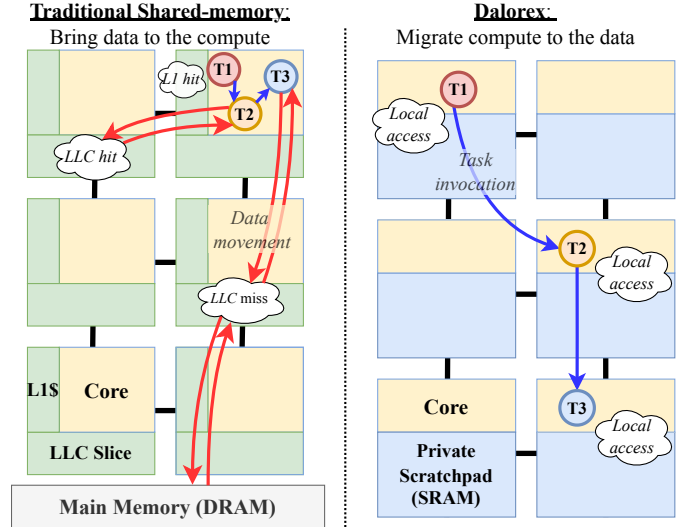 Traditional Shared-memory:
Bring data to the compute
L1 hit
T1
T3
T2
LLC hit
Data
movement
LLC miss
L1$
Core
LLC Slice
Main Memory (DRAM)
Dalorex:
Migrate compute to the data
T1
Local
access
Task
invocation
T2
Local
access
Core
T3
Local
access
Private
Scratchpad
(SRAM)